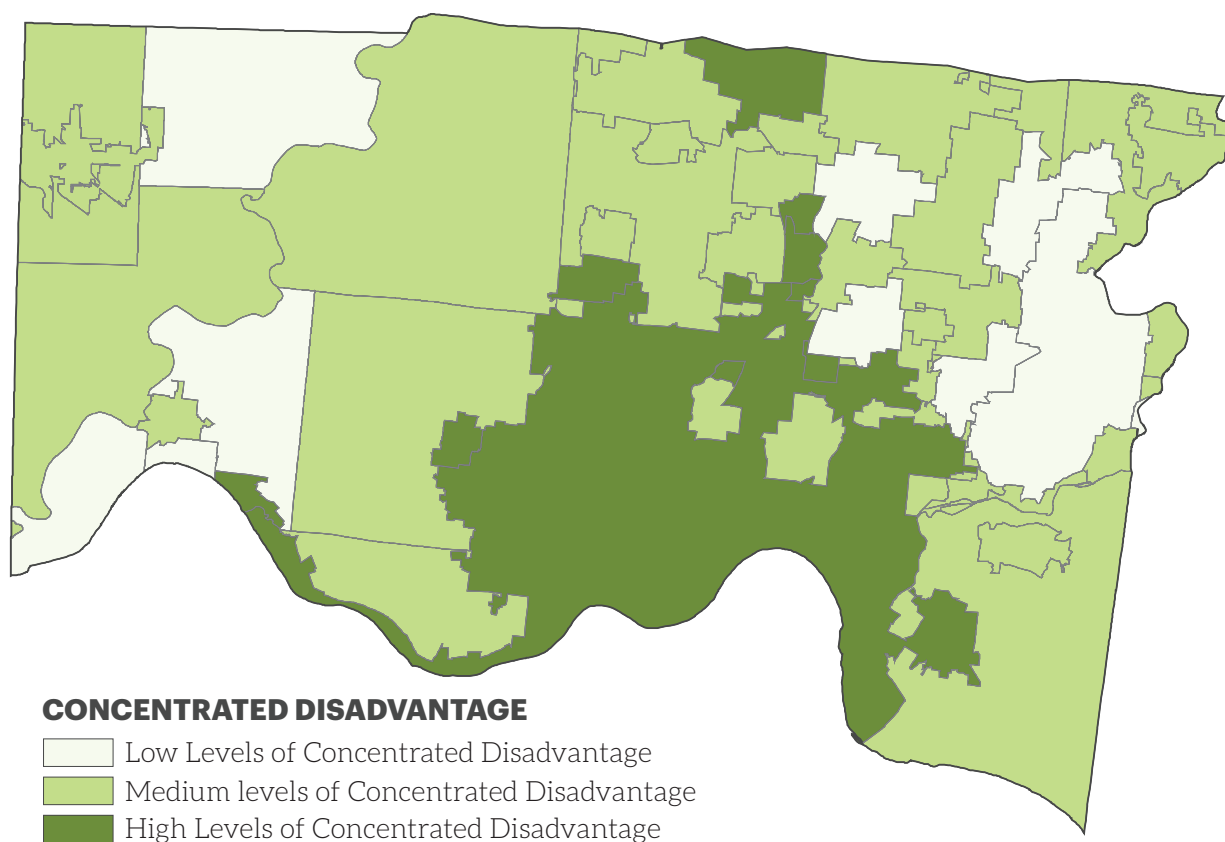 CONCENTRATED DISADVANTAGE
Low Levels of Concentrated Disadvantage
Medium levels of Concentrated Disadvantage
High Levels of Concentrated Disadvantage